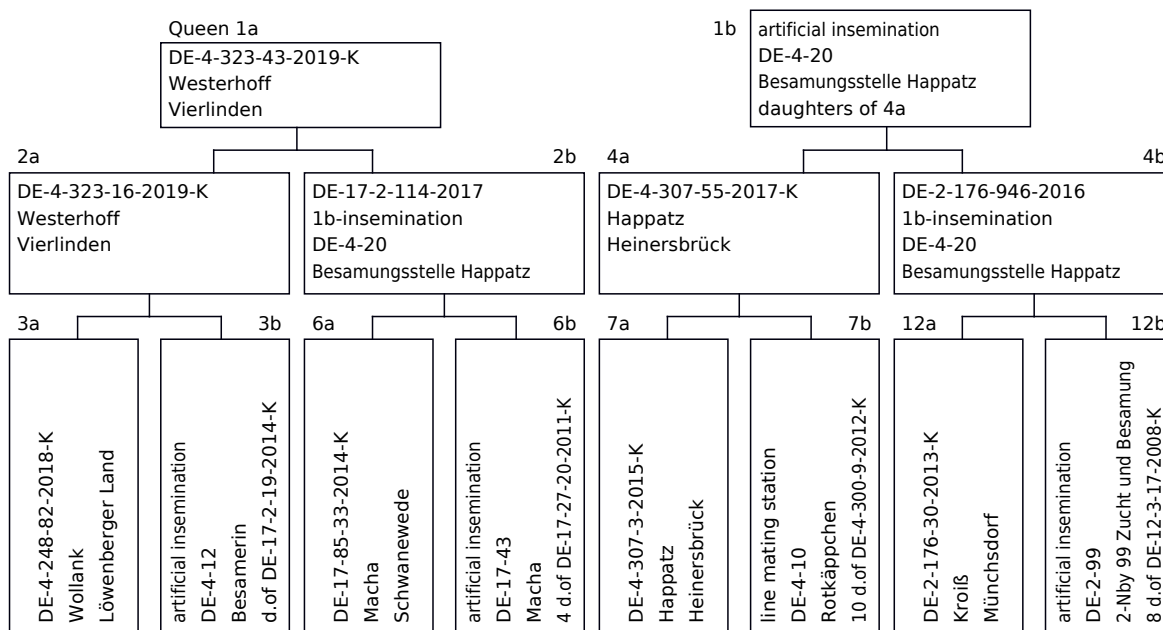 Queen 1a
DE-4-323-43-2019-K
Westerhoff
Vierlinden
1b
artificial insemination
DE-4-20
Besamungsstelle Happatz
daughters of 4a
2a
DE-4-323-16-2019-K
Westerhoff
Vierlinden
2b
DE-17-2-114-2017
1b-insemination
DE-4-20
Besamungsstelle Happatz
4a
DE-4-307-55-2017-K
Happatz
Heinersbrück
4b
DE-2-176-946-2016
1b-insemination
DE-4-20
Besamungsstelle Happatz
3a
DE-4-248-82-2018-K
Wollank
Löwenberger Land
3b
artificial insemination
DE-4-12
Besamerin
d.of DE-17-2-19-2014-K
6a
DE-17-85-33-2014-K
Macha
Schwanewede
6b
artificial insemination
DE-17-43
Macha
4 d.of DE-17-27-20-2011-K
7a
DE-4-307-3-2015-K
Happatz
Heinersbrück
7b
line mating station
DE-4-10
Rotkäppchen
10 d.of DE-4-300-9-2012-K
12a
DE-2-176-30-2013-K
Kroiß
Münchsdorf
12b
artificial insemination
DE-2-99
2-Nby 99 Zucht und Besamung
8 d.of DE-12-3-17-2008-K